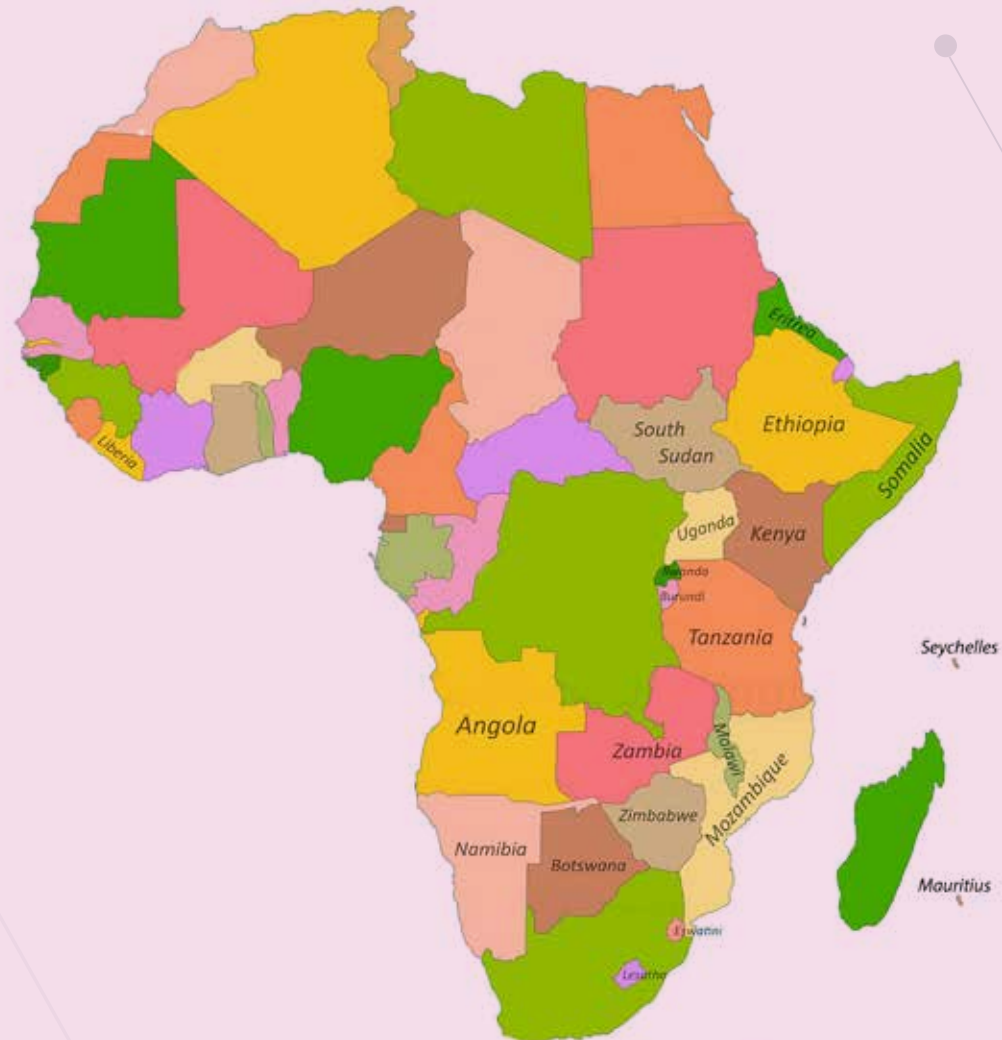 Eritrea
Liberia
South
Sudan
Ethiopia
Somalia
Uganda
Kenya
Rwanda
Burundi
Tanzania
Seychelles
Angola
Zambia
Malawi
Mozambique
Zimbabwe
Namibia
Botswana
Mauritius
Eswatini
Lesotho